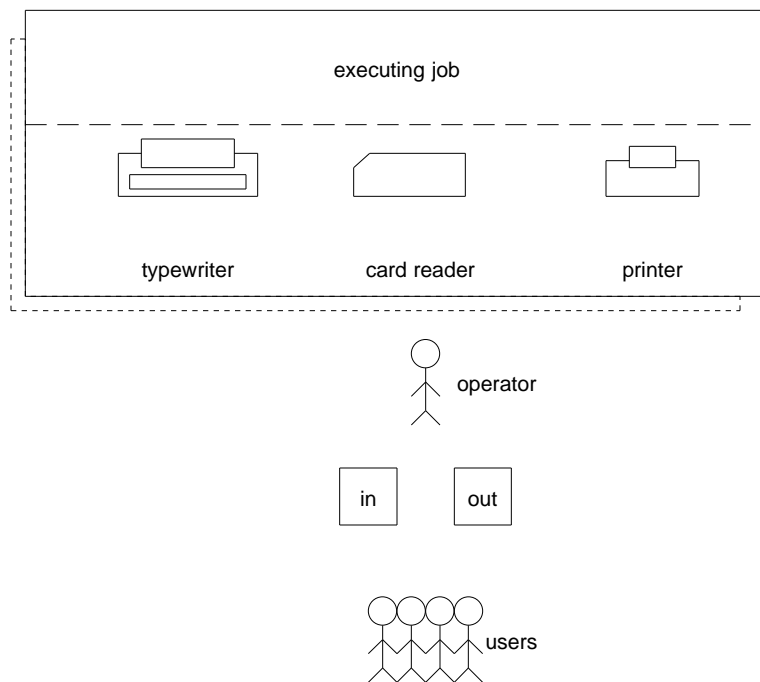 executing job
typewriter
card reader
printer
operator
in
out
users